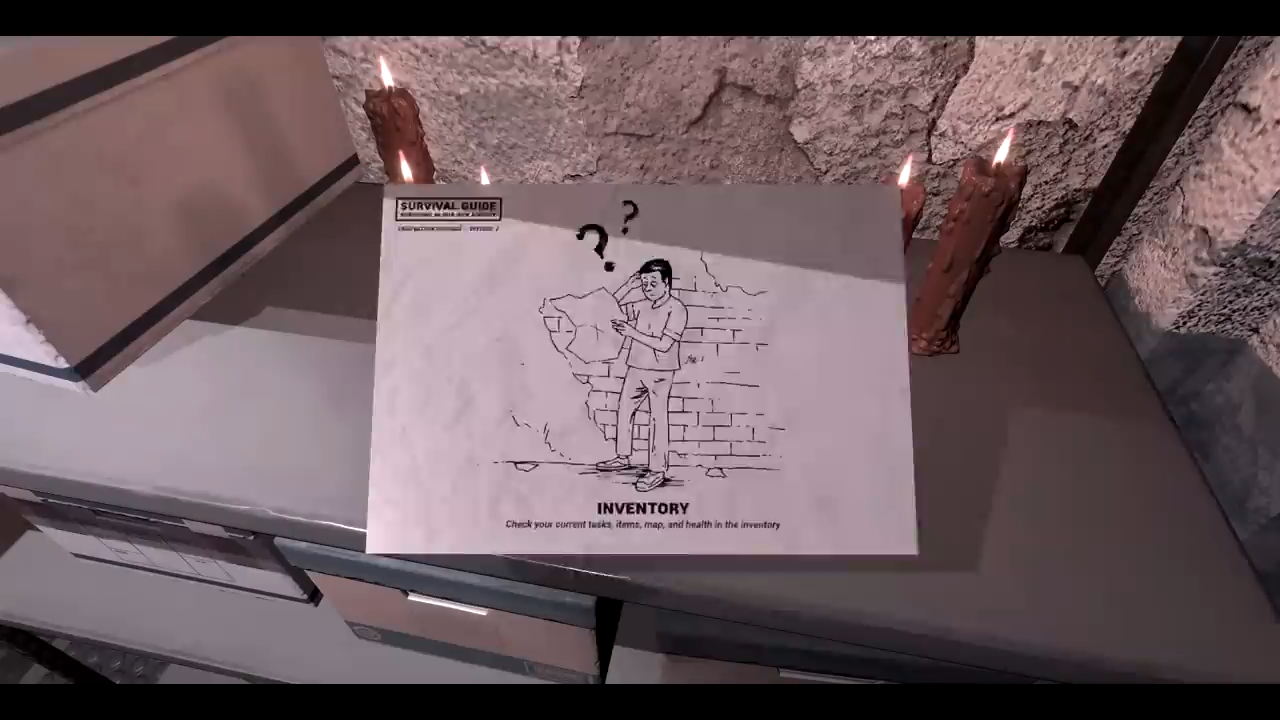 SURVIVAL GUIDE
INVENTORY
Check your current tasks, items, map, and health in the inventory